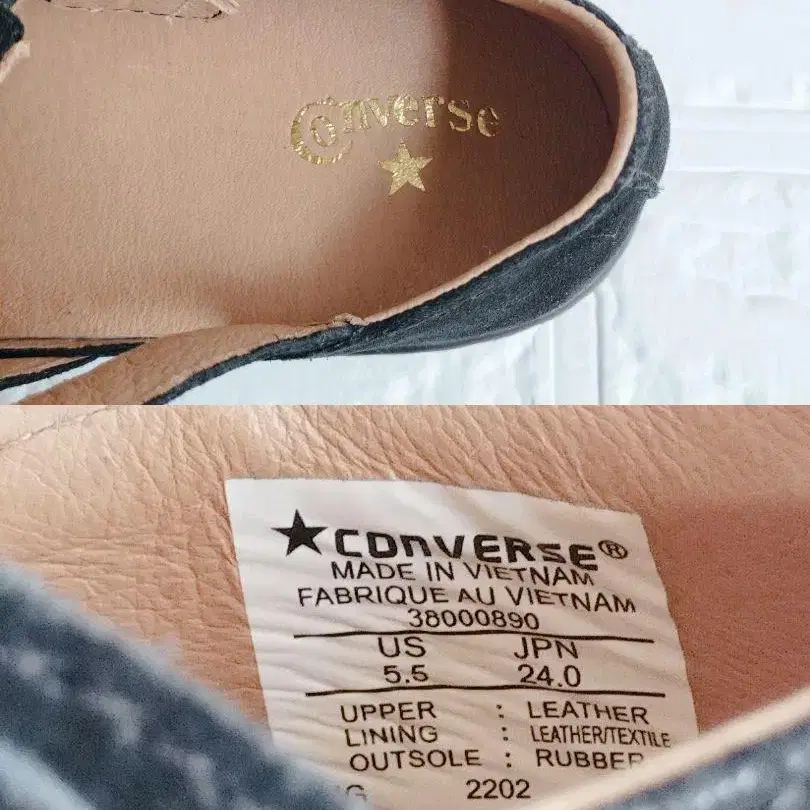 Converse
CONVERSE®
MADE IN VIETNAM
FABRIQUE AU VIETNAM
38000890
US JPN
5.5 24.0
UPPER : LEATHER
LINING : LEATHER/TEXTILE
OUTSOLE : RUBBER
2202